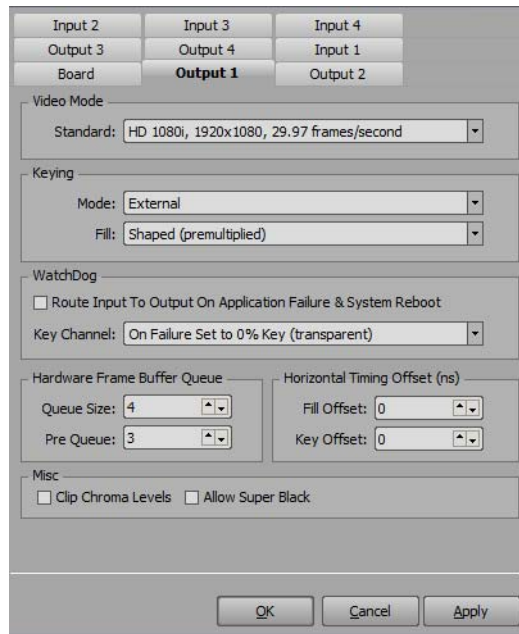 Input 2 Input 3 Input 4
Output 3 Output 4 Input 1
Board Output 1 Output 2
Video Mode
Standard: HD 1080i, 1920x1080, 29.97 frames/second
Keying
Mode: External
Fill: Shaped (premultiplied)
WatchDog
Route Input To Output On Application Failure & System Reboot
Key Channel: On Failure Set to 0% Key (transparent)
Hardware Frame Buffer Queue
Queue Size: 4
Pre Queue: 3
Horizontal Timing Offset (ns)
Fill Offset: 0
Key Offset: 0
Misc
Clip Chroma Levels Allow Super Black
OK Cancel Apply